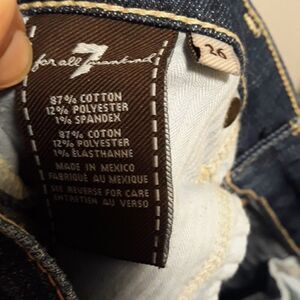 7
for all mankind
26
87% COTTON
12% POLYESTER
1% SPANDEX
87% COTON
12% POLYESTER
1% ELASTHANNE
MADE IN MEXICO
FABRIQUÉ AU MEXIQUE
SEE REVERSE FOR CARE
ENTRETIEN AU VERSO